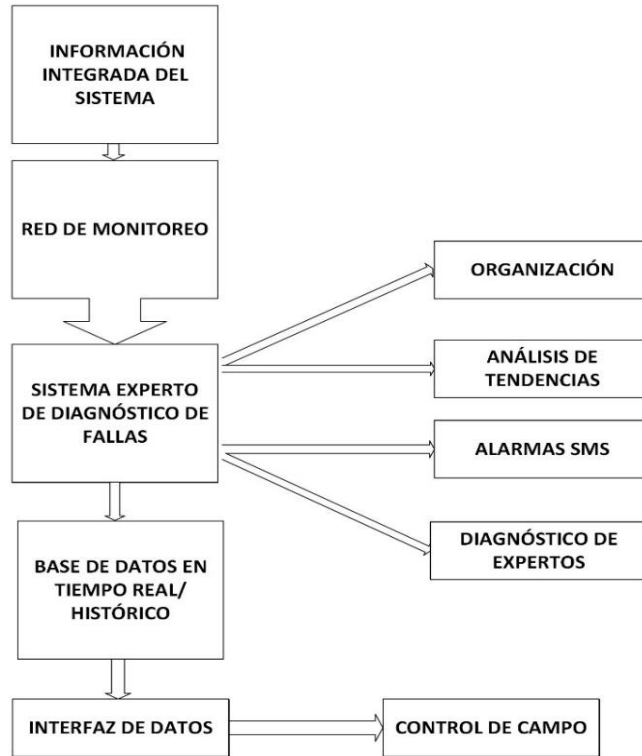 INFORMACIÓN
INTEGRADA DEL
SISTEMA
RED DE MONITOREO
ORGANIZACIÓN
SISTEMA EXPERTO
DE DIAGNÓSTICO DE
FALLAS
ANÁLISIS DE
TENDENCIAS
ALARMAS SMS
DIAGNÓSTICO DE
EXPERTOS
BASE DE DATOS EN
TIEMPO REAL/
HISTÓRICO
INTERFAZ DE DATOS
CONTROL DE CAMPO